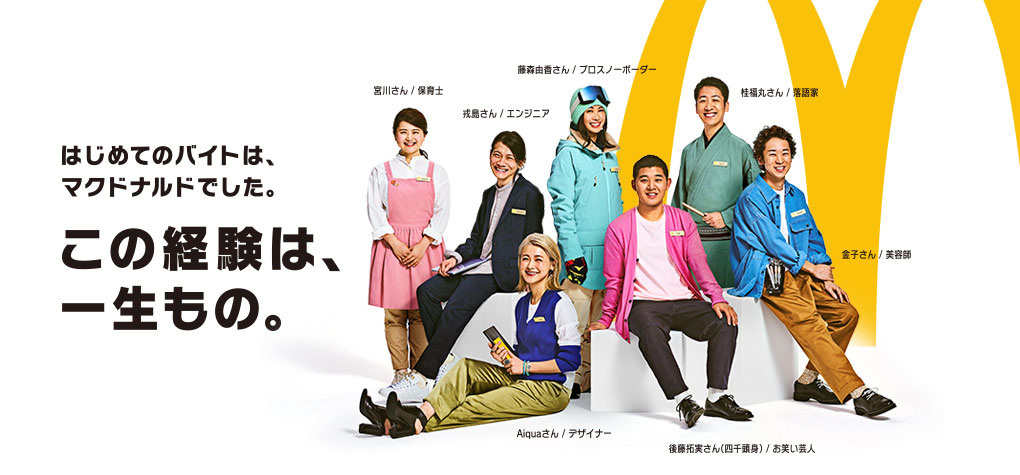 はじめてのバイトは、
マクドナルドでした。
この経験は、
一生もの。
宮川さん / 保育士
戎島さん / エンジニア
藤森由香さん / プロスノーボーダー
桂福丸さん / 落語家
金子さん / 美容師
Aiquaさん / デザイナー
後藤拓実さん(四千頭身) / お笑い芸人